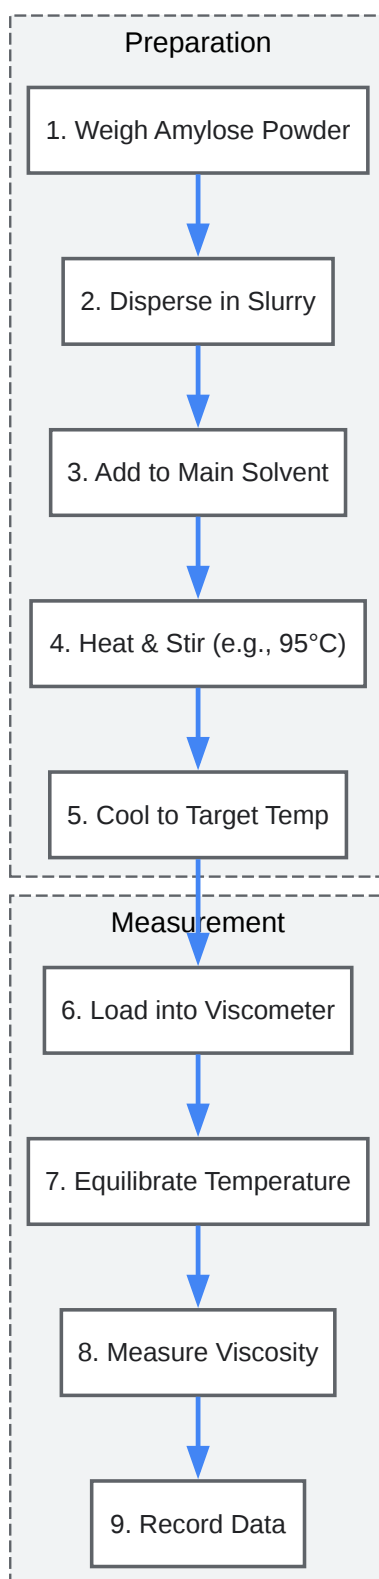 Preparation
1. Weigh Amylose Powder
2. Disperse in Slurry
3. Add to Main Solvent
4. Heat & Stir (e.g., 95°C)
5. Cool to Target Temp
Measurement
6. Load into Viscometer
7. Equilibrate Temperature
8. Measure Viscosity
9. Record Data